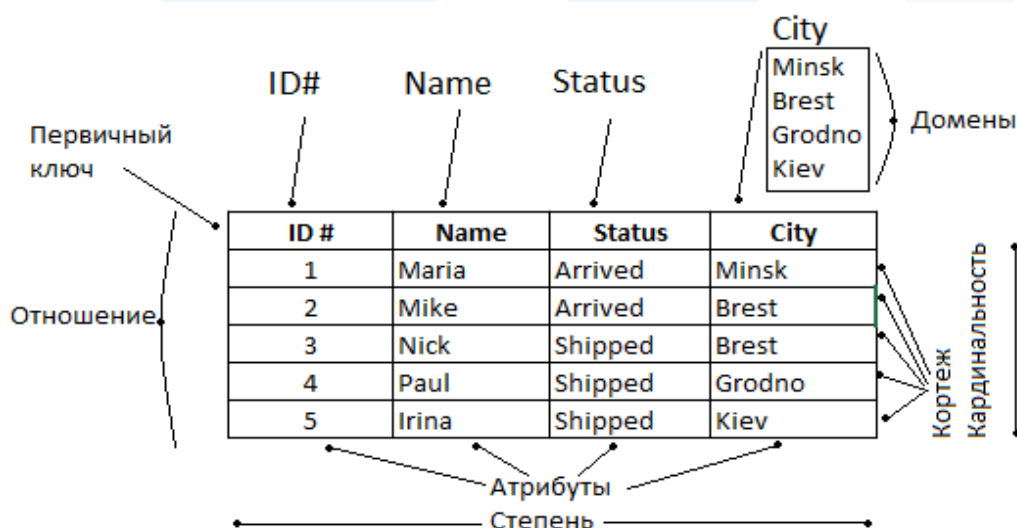 City
Minsk
Brest
Grodno
Kiev
Домены
ID# Name Status
Первичный
ключ
ID # Name Status City
1 Maria Arrived Minsk
2 Mike Arrived Brest
3 Nick Shipped Brest
4 Paul Shipped Grodno
5 Irina Shipped Kiev
Отношение
Кортеж
Кардинальность
Атрибуты
Степень